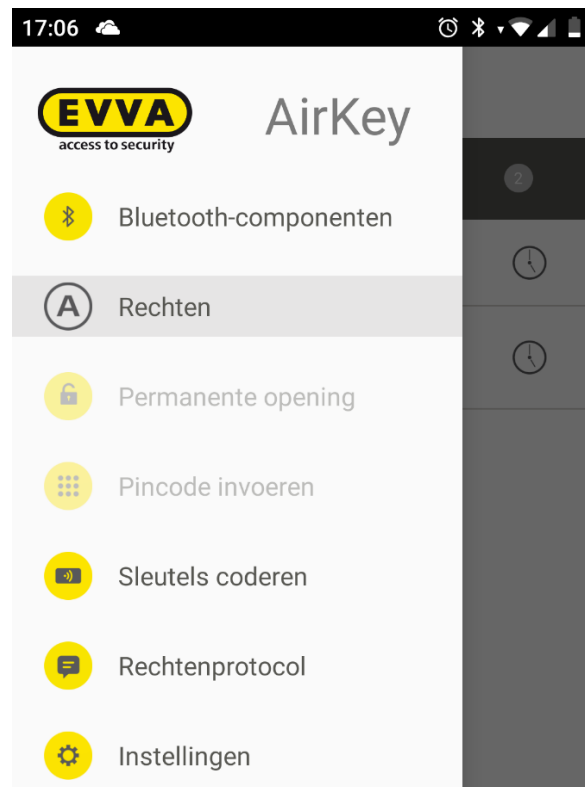 17:06
EVVA
access to security
AirKey
2
Bluetooth-componenten
A Rechten
Permanente opening
Pincode invoeren
Sleutels coderen
Rechtenprotocol
Instellingen